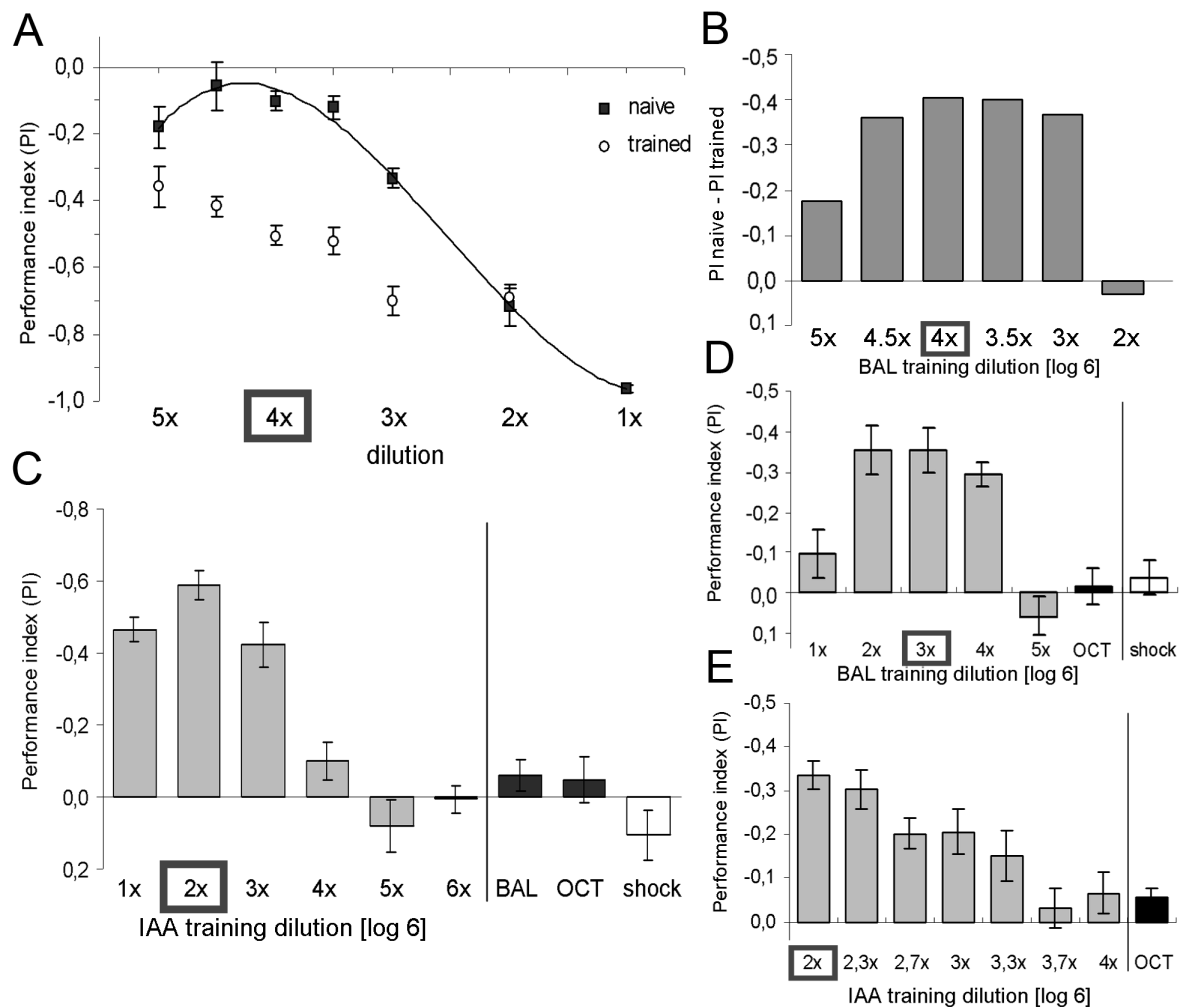 A
0,0
-0,2
-0,4
-0,6
-0,8
-1,0
Performance index (PI)
naive
trained
5x 4x 3x 2x 1x
dilution
B
-0,4
-0,3
-0,2
-0,1
0,0
0,1
PI naive - PI trained
5x 4.5x 4x 3.5x 3x 2x
BAL training dilution [log 6]
C
-0,8
-0,6
-0,4
-0,2
0,0
0,2
Performance index (PI)
1x 2x 3x 4x 5x 6x BAL OCT shock
IAA training dilution [log 6]
D
-0,5
-0,4
-0,3
-0,2
-0,1
0,0
0,1
Performance index (PI)
1x 2x 3x 4x 5x OCT shock
BAL training dilution [log 6]
E
-0,5
-0,4
-0,3
-0,2
-0,1
0,0
Performance index (PI)
2x 2,3x 2,7x 3x 3,3x 3,7x 4x OCT
IAA training dilution [log 6]